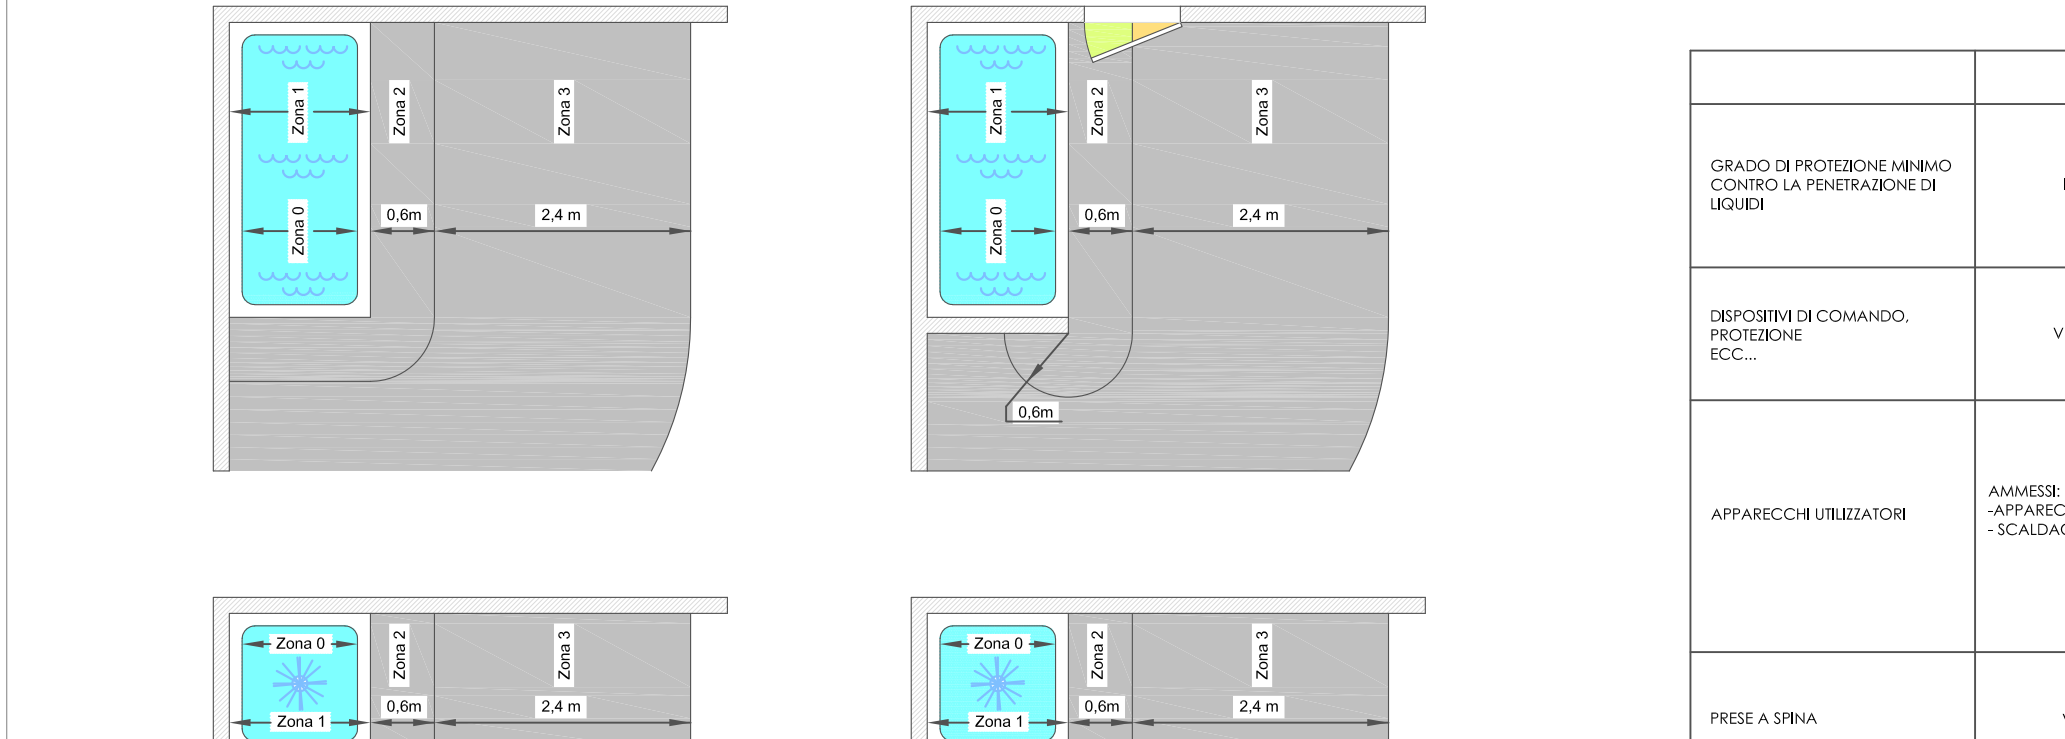 Zona 1
Zona 2
Zona 3
Zona 0
0,6m
2,4 m
Zona 1
Zona 2
Zona 3
Zona 0
0,6m
2,4 m
0,6m
Zona 0
Zona 2
Zona 3
0,6m
2,4 m
Zona 1
Zona 0
Zona 2
Zona 3
0,6m
2,4 m
Zona 1
GRADO DI PROTEZIONE MINIMO
CONTRO LA PENETRAZIONE DI
LIQUIDI
DISPOSITIVI DI COMANDO,
PROTEZIONE
ECC...
V
APPARECCHI UTILIZZATORI
AMMESSI:
-APPAREC
- SCALDA
PRESE A SPINA